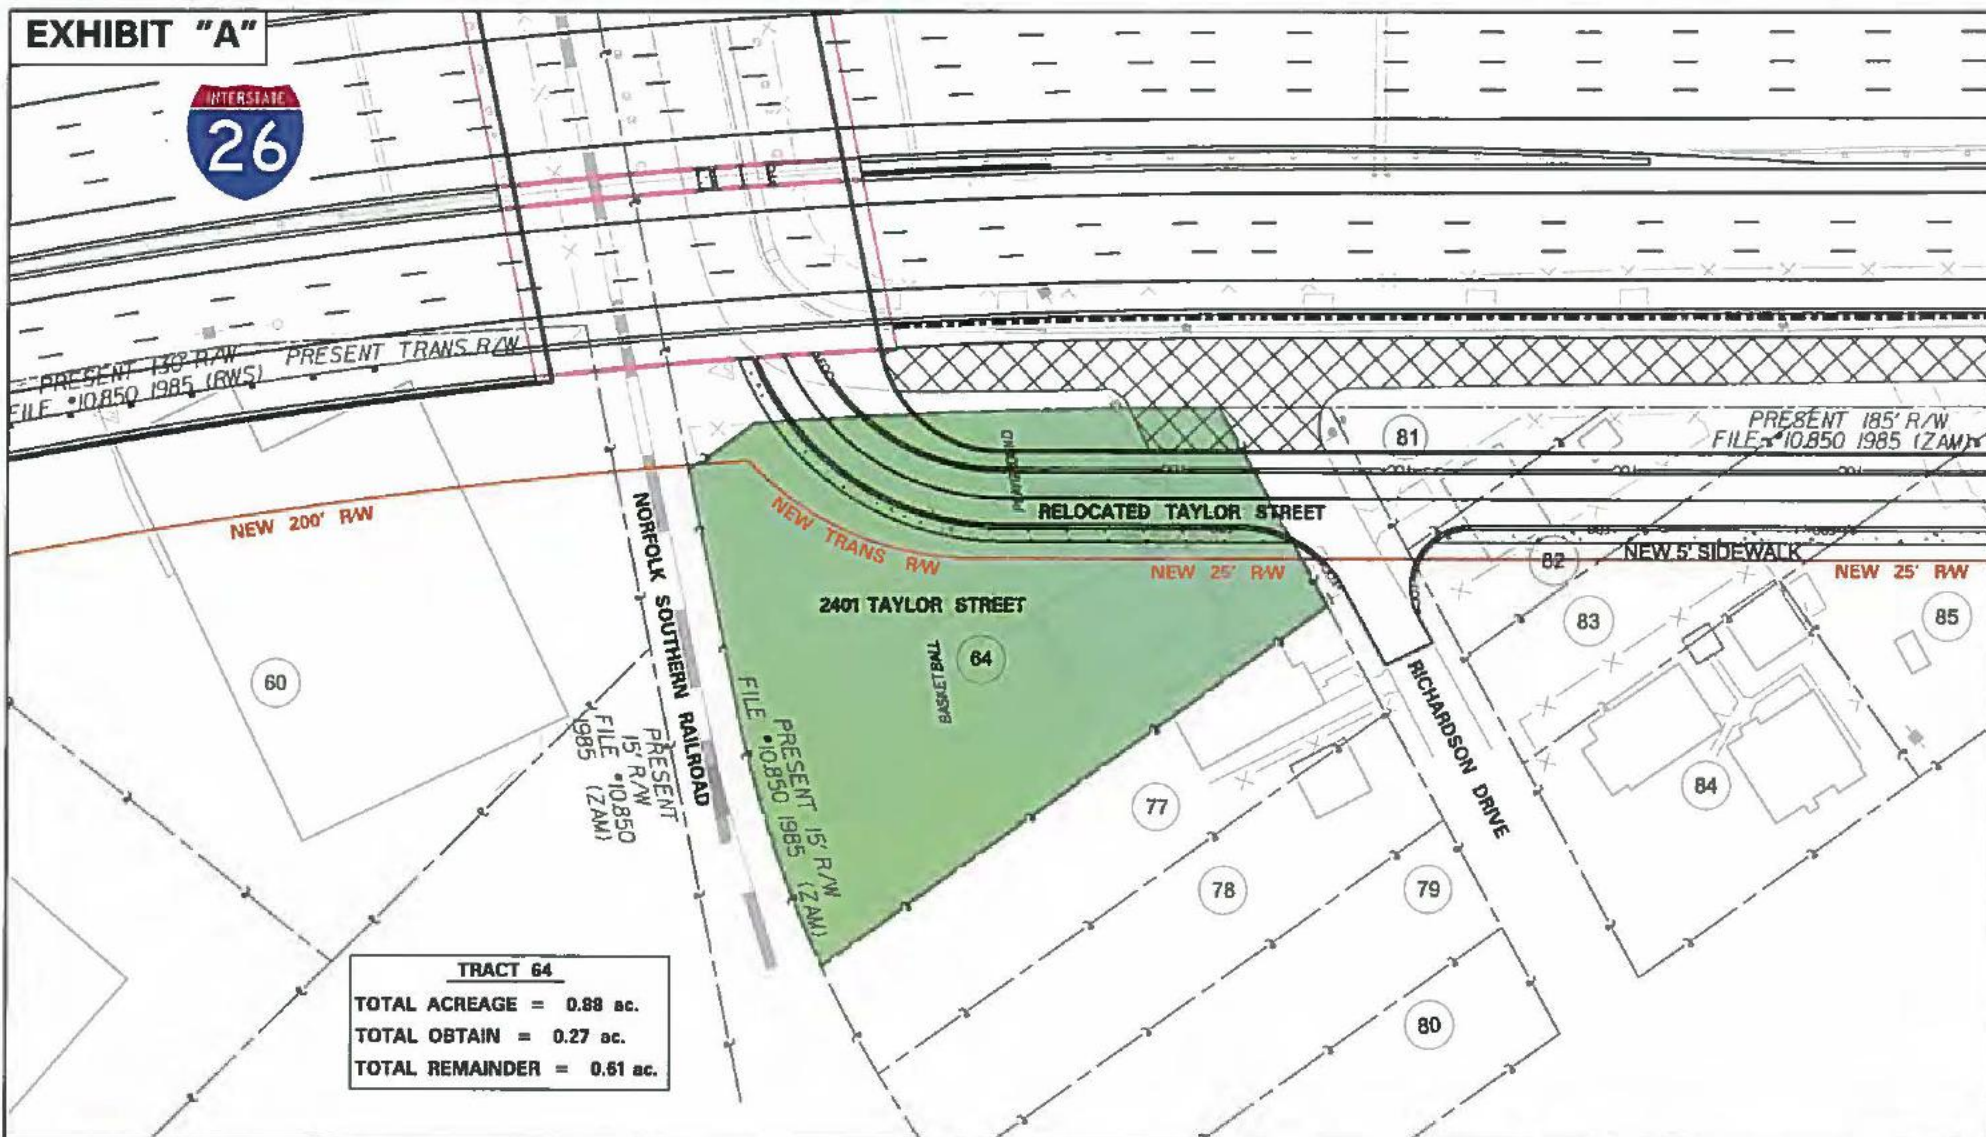 EXHIBIT "A"
INTERSTATE
26
PRESENT 130' R/W
FILE •10.850 1985 (RWS)
PRESENT TRANS R/W
NEW 200' R/W
NORFOLK SOUTHERN RAILROAD
PLAYGROUND
NEW TRANS R/W
RELOCATED TAYLOR STREET
NEW 25' R/W
81
PRESENT 185' R/W
FILE •10.850 1985 (ZAM)
82
NEW 5' SIDEWALK
NEW 25' R/W
2401 TAYLOR STREET
BASKETBALL
64
60
83
85
84
RICHARDSON DRIVE
PRESENT
15' R/W
FILE •10.850
1985 (ZAM)
PRESENT 15' R/W
FILE •10.850 1985 (ZAM)
77
78
79
80
TRACT 64
TOTAL ACREAGE = 0.88 ac.
TOTAL OBTAIN = 0.27 ac.
TOTAL REMAINDER = 0.61 ac.